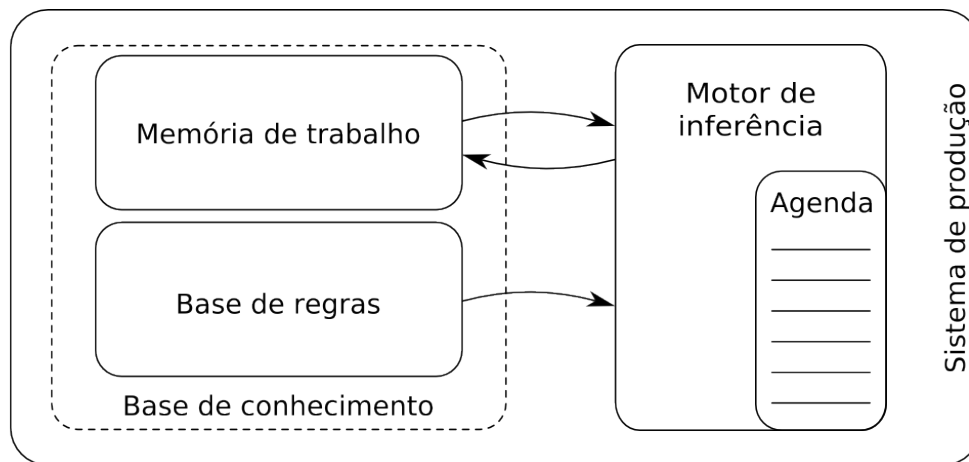 Memória de trabalho
Base de regras
Base de conhecimento
Motor de
inferência
Agenda
Sistema de produção